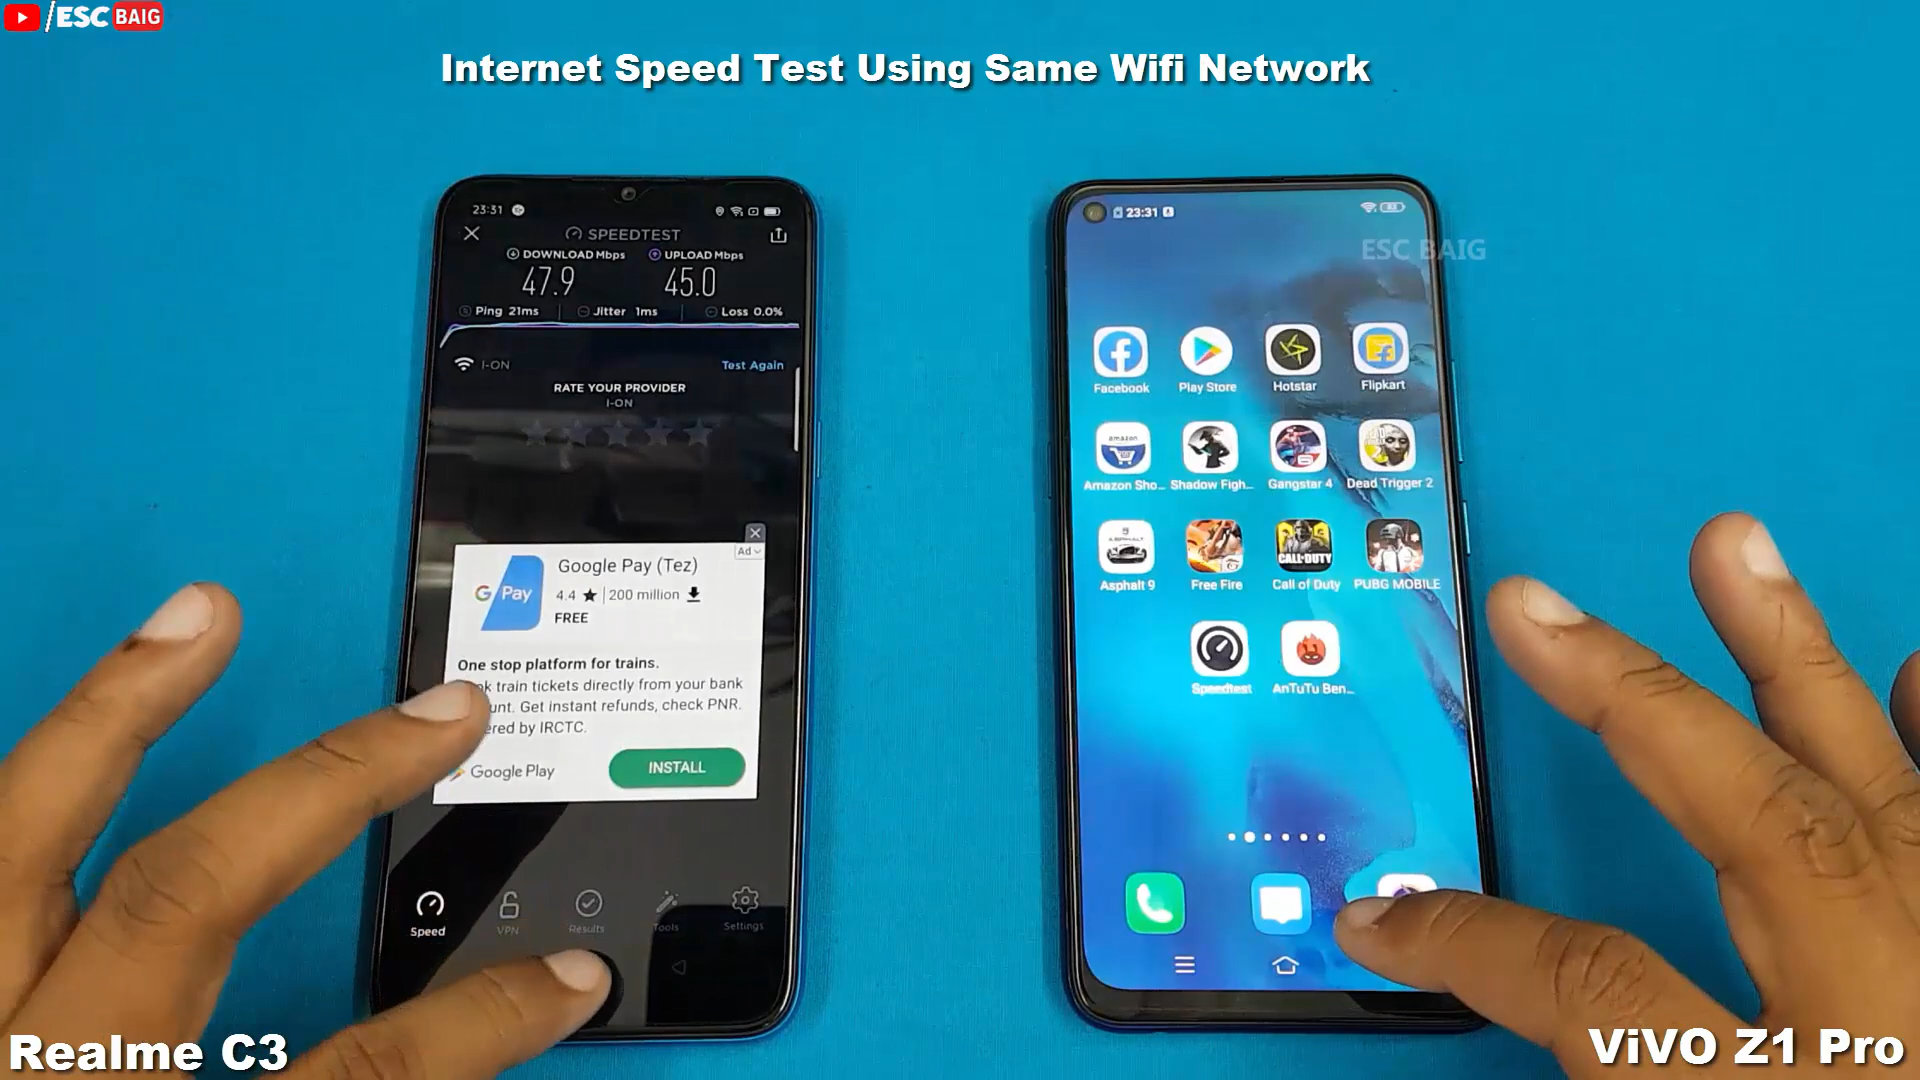 /ESC BAIG
Internet Speed Test Using Same Wifi Network
23:31
SPEEDTEST
DOWNLOAD Mbps
UPLOAD Mbps
47.9
45.0
Ping 21ms
Jitter 1ms
Loss 0.0%
I-ON
Test Again
RATE YOUR PROVIDER
I-ON
Ad
Google Pay (Tez)
G Pay
4.4 ★ | 200 million
FREE
One stop platform for trains.
train tickets directly from your bank
Get instant refunds, check PNR.
by IRCTC.
Google Play
INSTALL
Speed
VPN
Results
Tools
Settings
23:31
ESC BAIG
Facebook
Play Store
Hotstar
Flipkart
amazon
Amazon Sho...
Shadow Figh...
Gangstar 4
Dead Trigger 2
ASPHALT
CALL OF DUTY
Asphalt 9
Free Fire
Call of Duty
PUBG MOBILE
Speedtest
AnTuTu Ben...
Realme C3
ViVO Z1 Pro